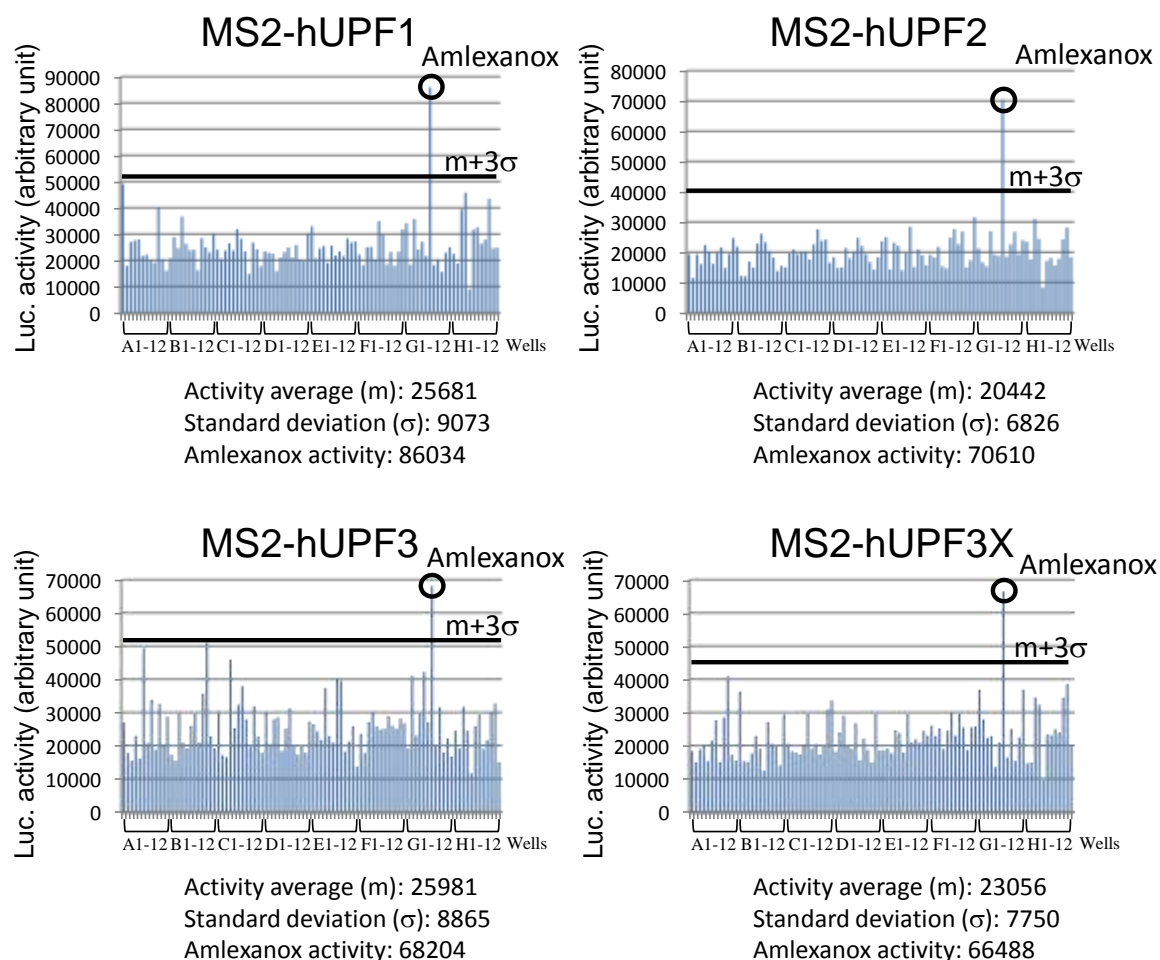 MS2-hUPF1
Amlexanox
Luc. activity (arbitrary unit)
90000
80000
70000
60000
50000
40000
30000
20000
10000
0
m+3σ
A1-12 B1-12 C1-12 D1-12 E1-12 F1-12 G1-12 H1-12 Wells
Activity average (m): 25681
Standard deviation (σ): 9073
Amlexanox activity: 86034
MS2-hUPF2
Amlexanox
Luc. activity (arbitrary unit)
80000
70000
60000
50000
40000
30000
20000
10000
0
m+3σ
A1-12 B1-12 C1-12 D1-12 E1-12 F1-12 G1-12 H1-12 Wells
Activity average (m): 20442
Standard deviation (σ): 6826
Amlexanox activity: 70610
MS2-hUPF3
Amlexanox
Luc. activity (arbitrary unit)
70000
60000
50000
40000
30000
20000
10000
0
m+3σ
A1-12 B1-12 C1-12 D1-12 E1-12 F1-12 G1-12 H1-12 Wells
Activity average (m): 25981
Standard deviation (σ): 8865
Amlexanox activity: 68204
MS2-hUPF3X
Amlexanox
Luc. activity (arbitrary unit)
70000
60000
50000
40000
30000
20000
10000
0
m+3σ
A1-12 B1-12 C1-12 D1-12 E1-12 F1-12 G1-12 H1-12 Wells
Activity average (m): 23056
Standard deviation (σ): 7750
Amlexanox activity: 66488